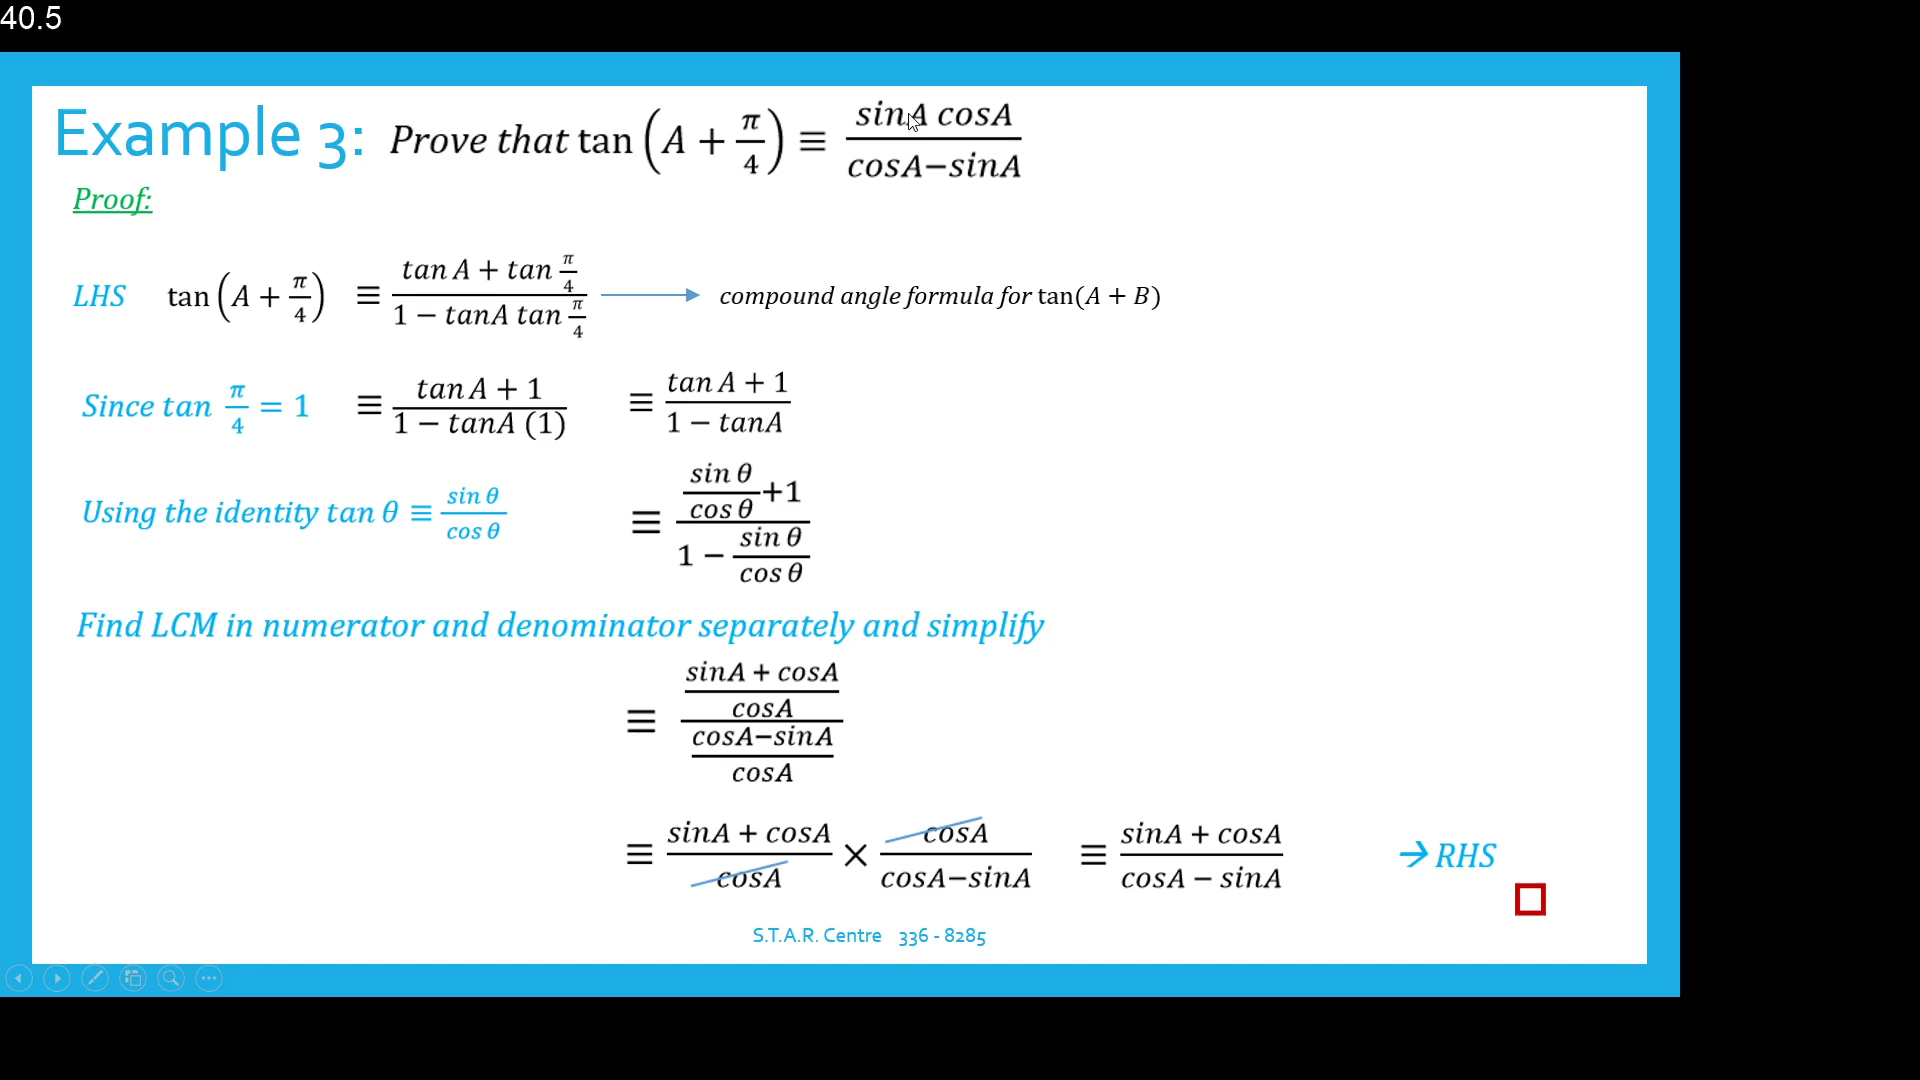 40.5
Example 3: Prove that tan (A + π/4) ≡ sinA cosA / cosA−sinA
Proof:
LHS tan (A + π/4) ≡ tan A + tan π/4 / 1 − tanA tan π/4 → compound angle formula for tan(A + B)
Since tan π/4 = 1 ≡ tan A + 1 / 1 − tanA (1) ≡ tan A + 1 / 1 − tanA
Using the identity tan θ ≡ sin θ / cos θ ≡ sin θ / cos θ +1 / 1 − sin θ / cos θ
Find LCM in numerator and denominator separately and simplify
≡ sinA + cosA / cosA / cosA−sinA / cosA
≡ sinA + cosA / cosA × cosA / cosA−sinA ≡ sinA + cosA / cosA − sinA → RHS
S.T.A.R. Centre 336 - 8285